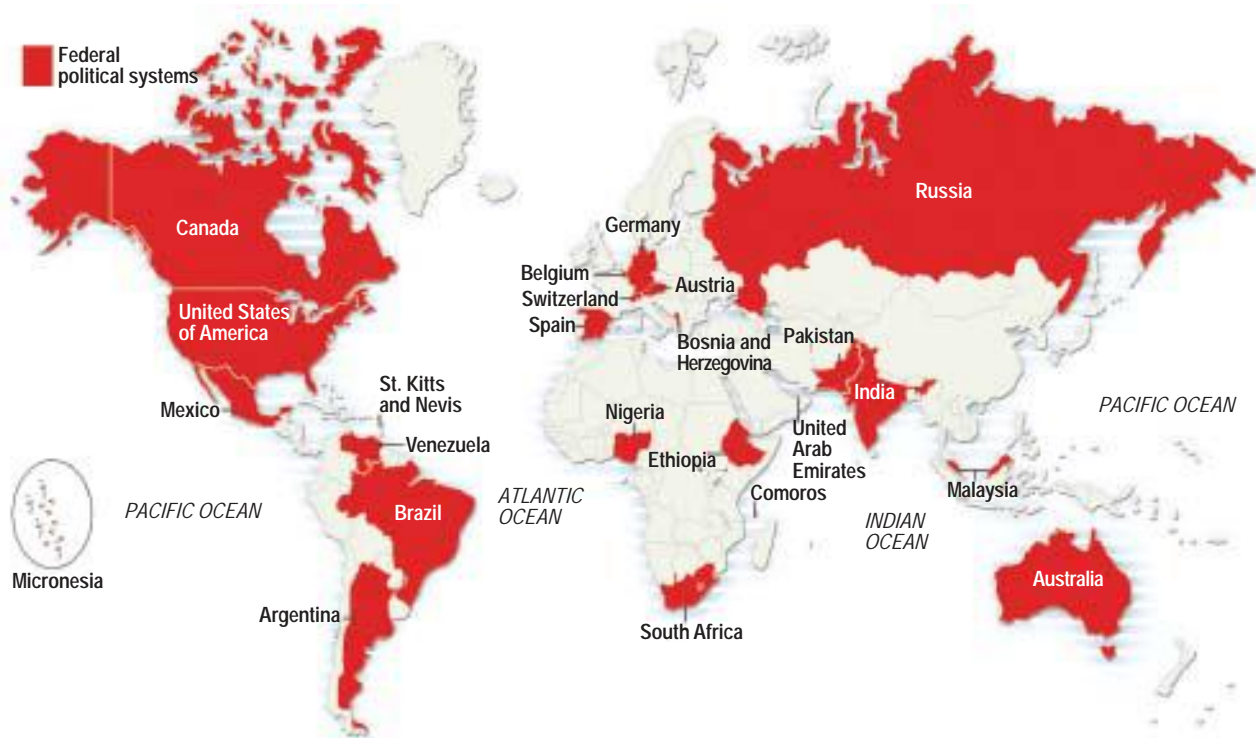 Federal
political systems
Canada
United States
of America
Mexico
St. Kitts
and Nevis
Venezuela
Brazil
Argentina
PACIFIC OCEAN
Micronesia
ATLANTIC
OCEAN
Germany
Belgium
Switzerland
Austria
Spain
Bosnia and
Herzegovina
Russia
Pakistan
India
Nigeria
Ethiopia
United
Arab
Emirates
Comoros
South Africa
INDIAN
OCEAN
Malaysia
PACIFIC OCEAN
Australia